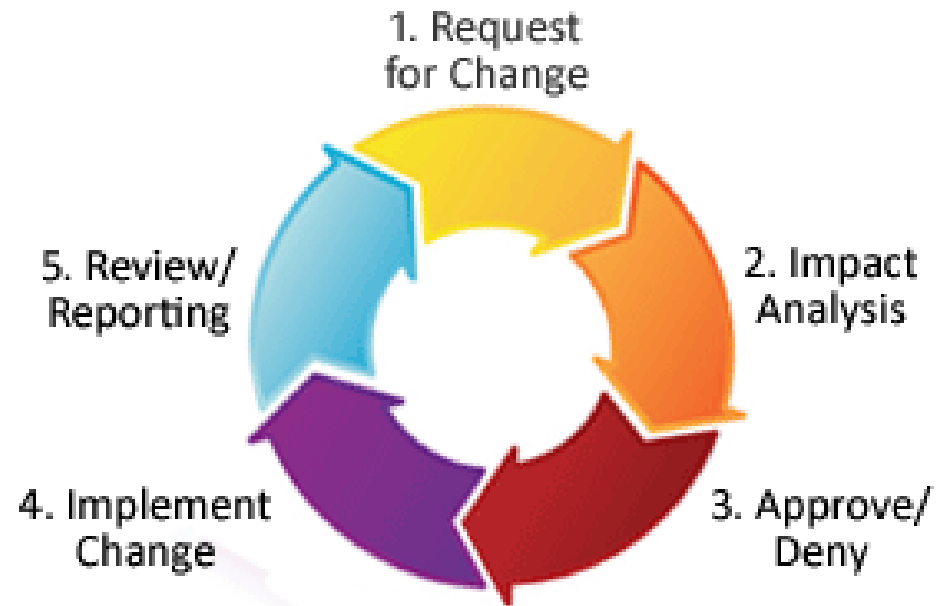 1. Request
for Change
2. Impact
Analysis
3. Approve/
Deny
4. Implement
Change
5. Review/
Reporting